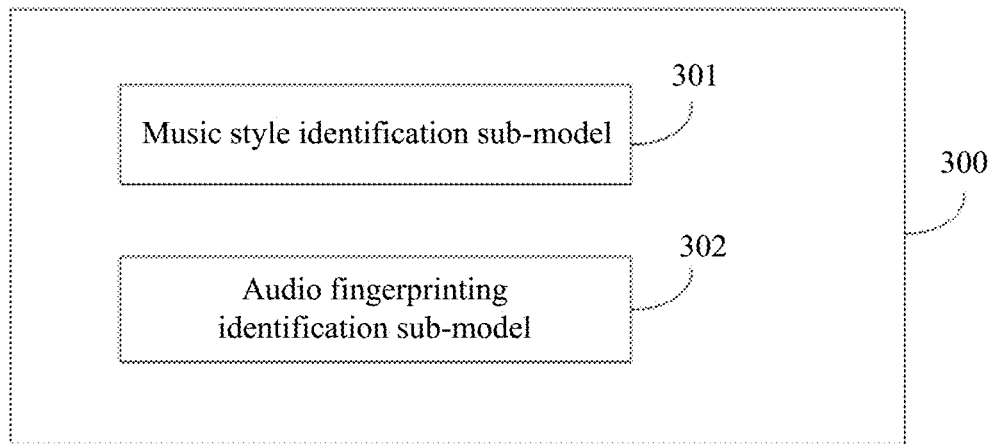 301
Music style identification sub-model
300
302
Audio fingerprinting
identification sub-model